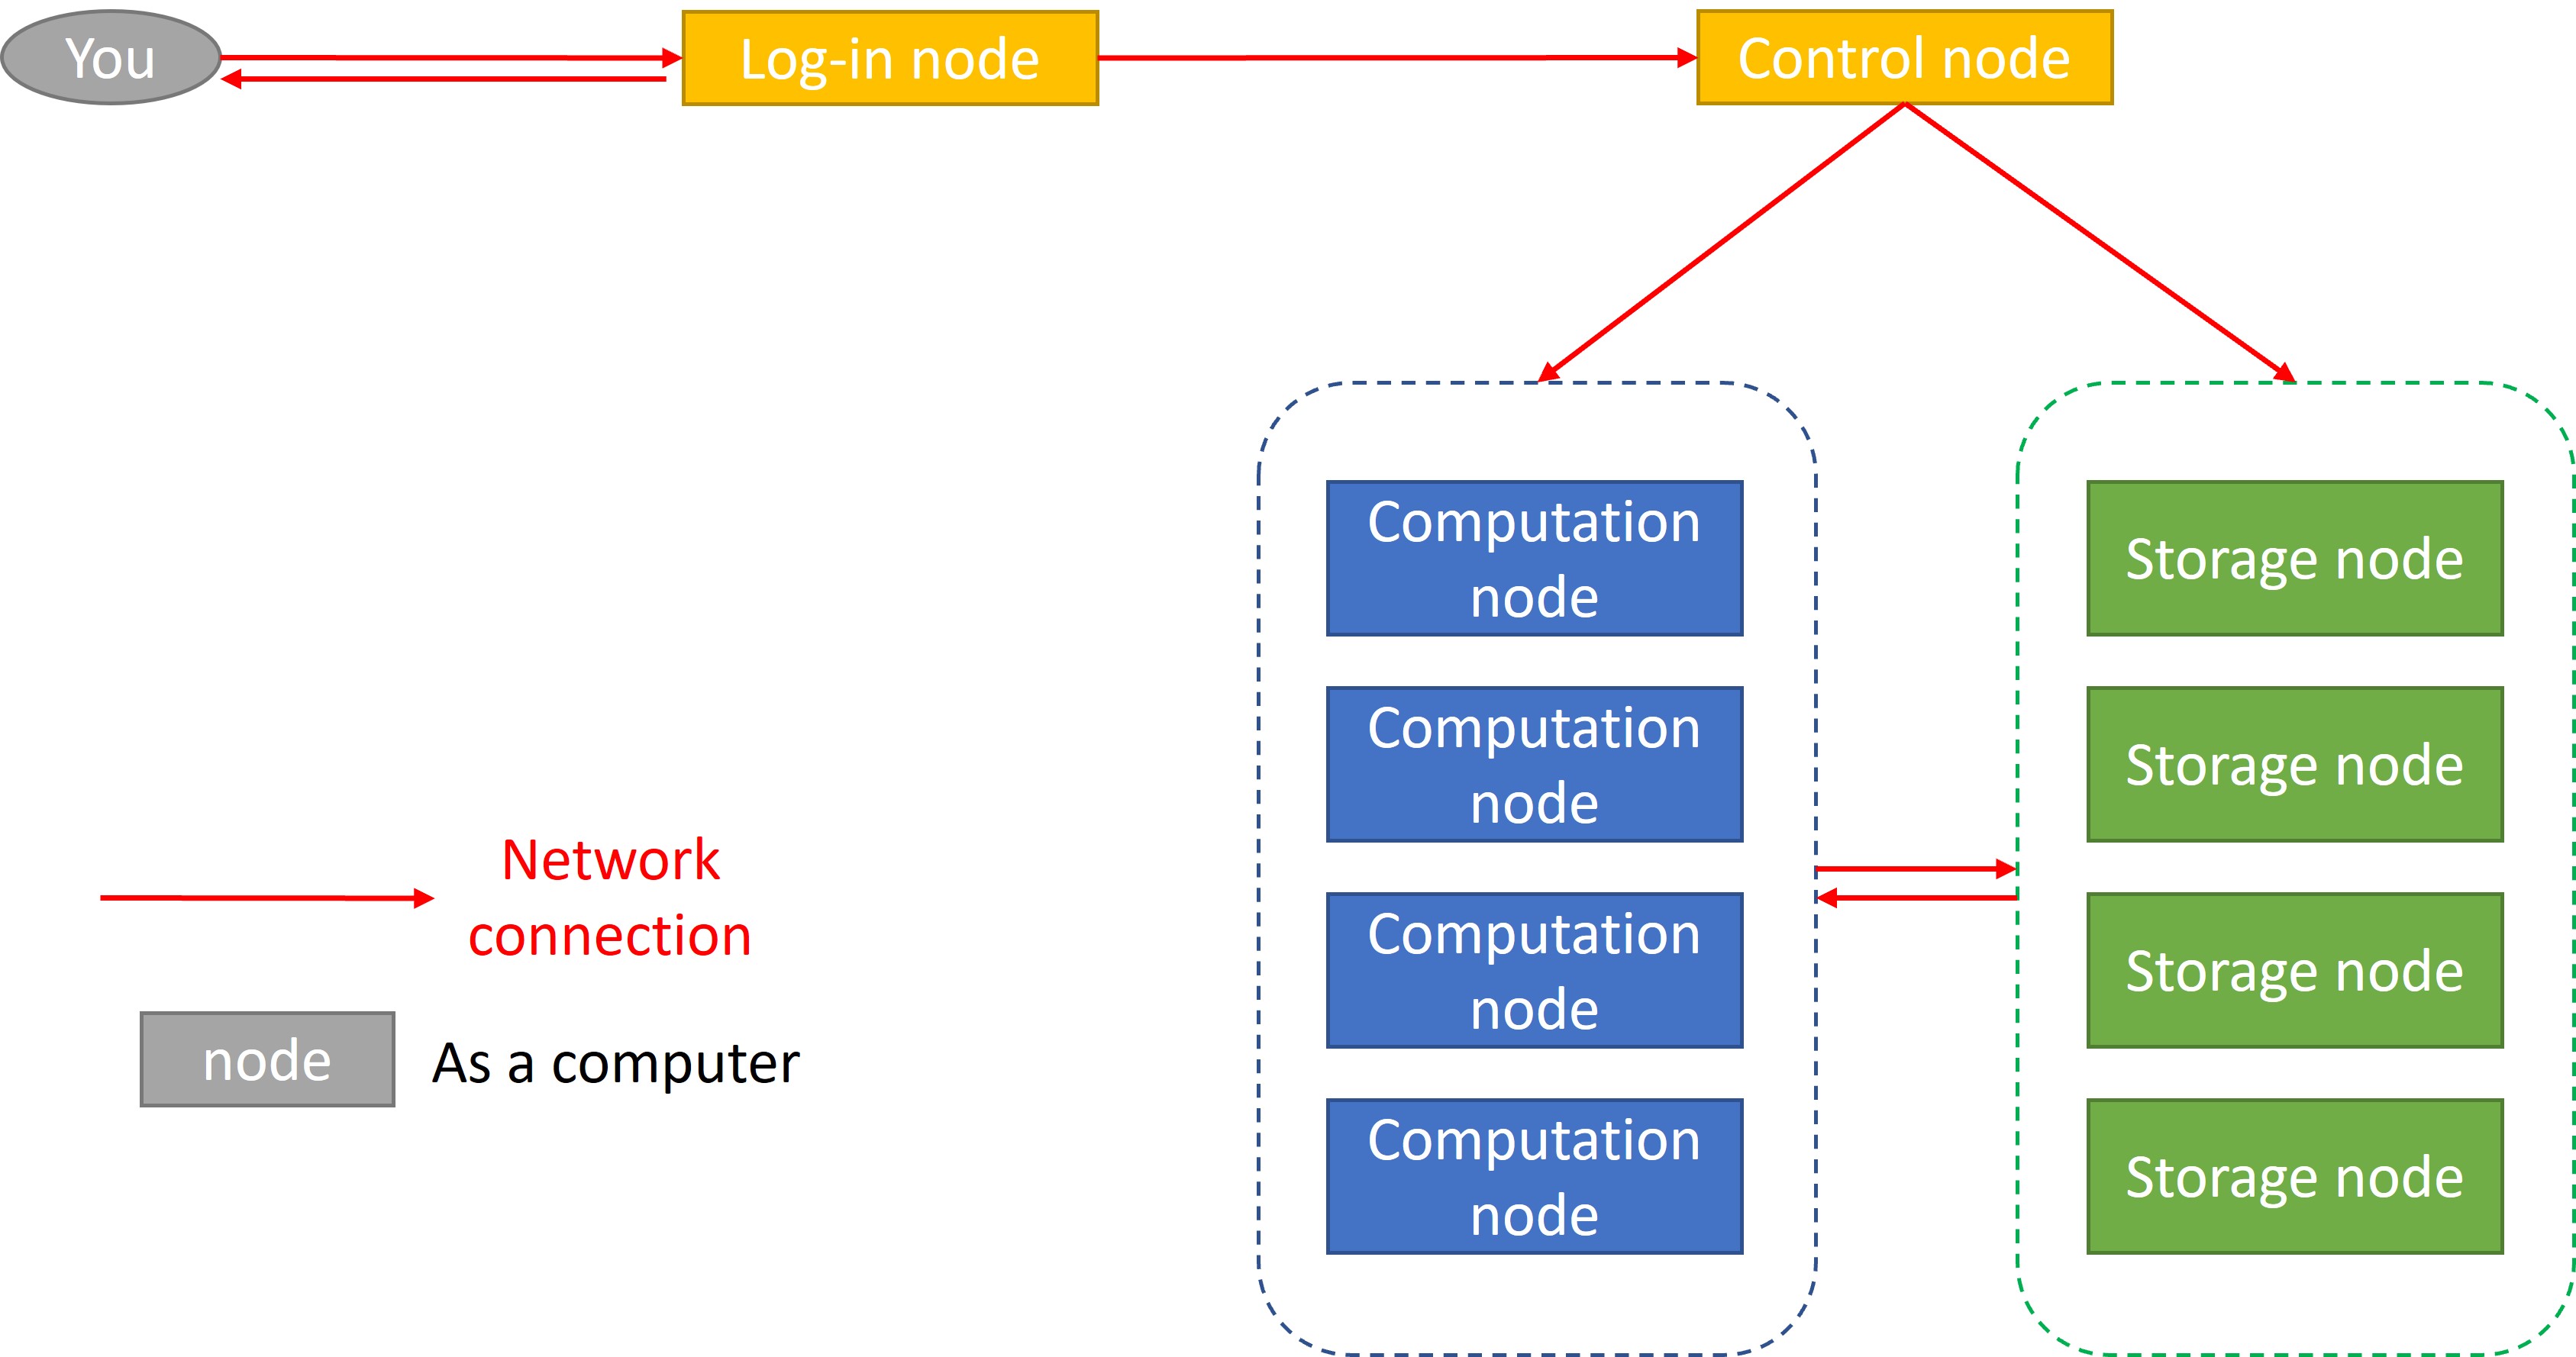 You
Log-in node
Control node
Computation
node
Storage node
Computation
node
Storage node
Computation
node
Storage node
Computation
node
Storage node
Network
connection
node
As a computer